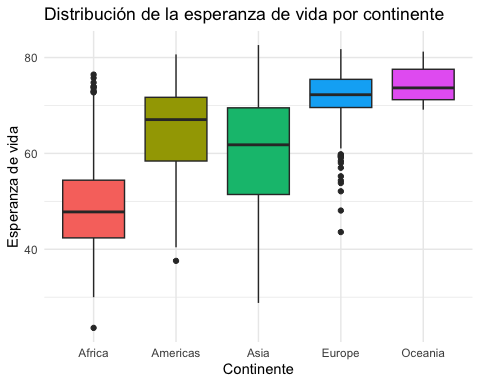 Distribución de la esperanza de vida por continente
Esperanza de vida
80
60
40
Africa
Americas
Asia
Europe
Oceania
Continente